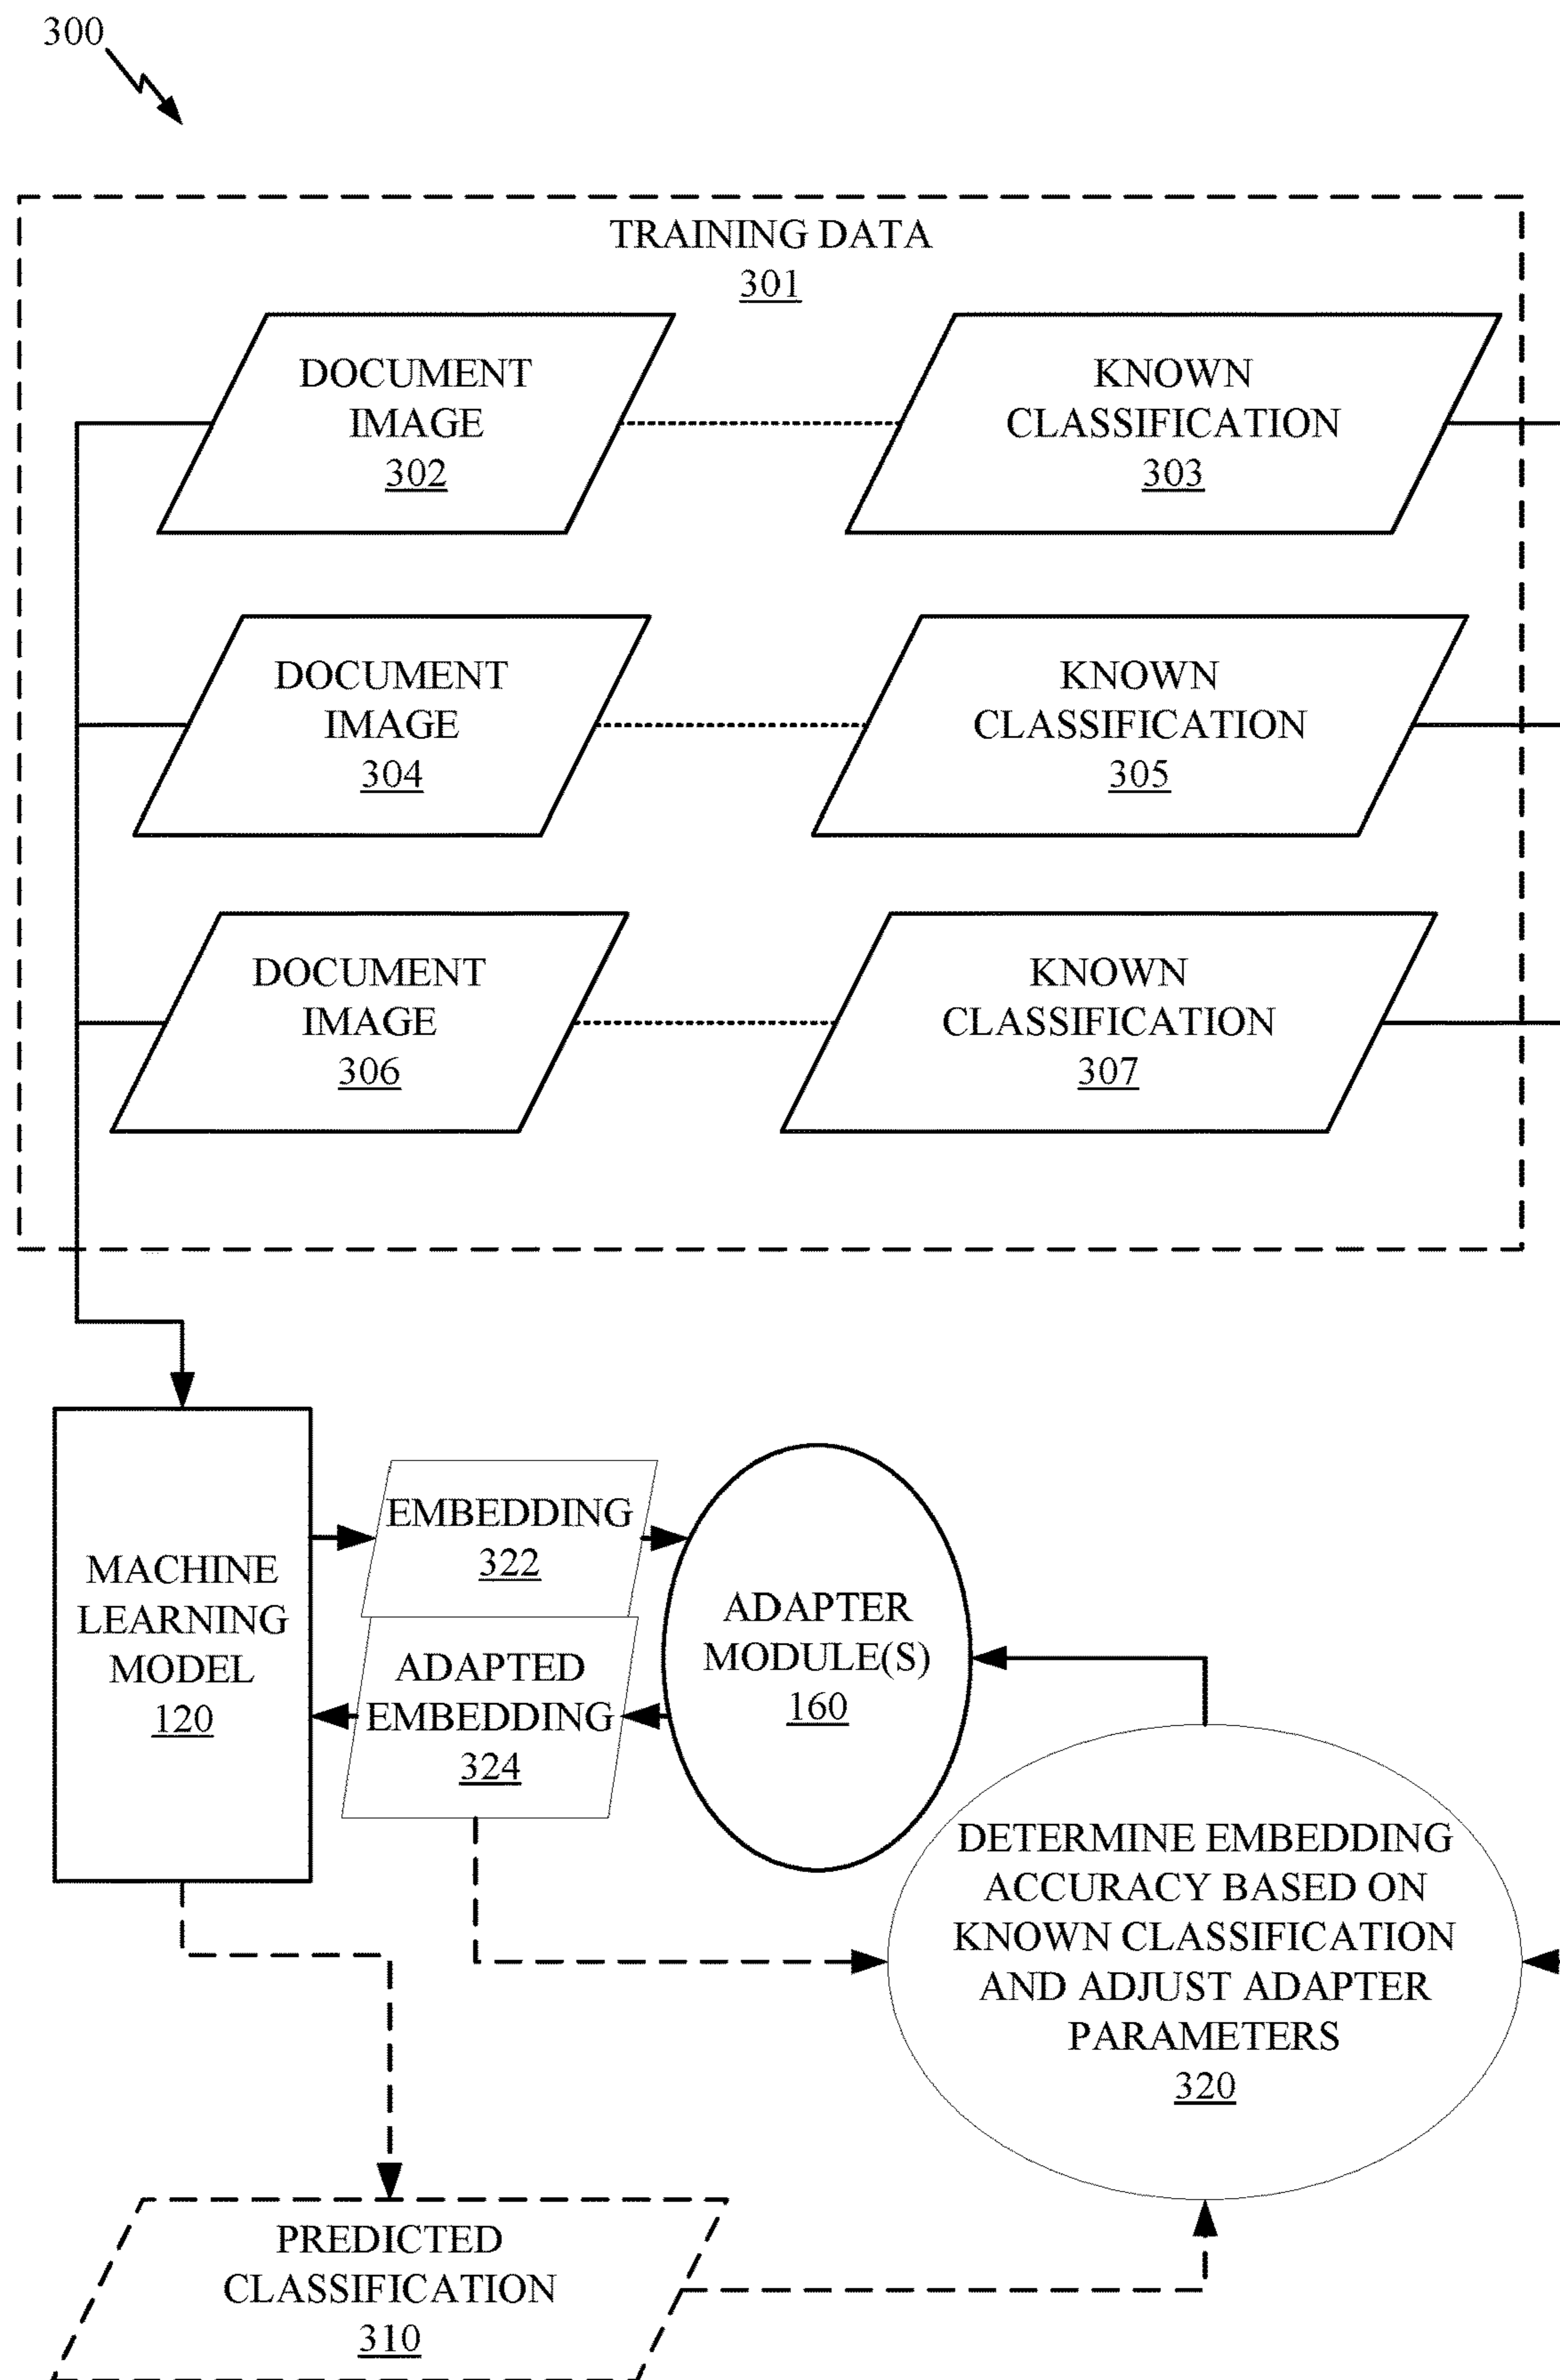 300
TRAINING DATA
301
DOCUMENT
IMAGE
302
KNOWN
CLASSIFICATION
303
DOCUMENT
IMAGE
304
KNOWN
CLASSIFICATION
305
DOCUMENT
IMAGE
306
KNOWN
CLASSIFICATION
307
MACHINE
LEARNING
MODEL
120
EMBEDDING
322
ADAPTED
EMBEDDING
324
ADAPTER
MODULE(S)
160
DETERMINE EMBEDDING
ACCURACY BASED ON
KNOWN CLASSIFICATION
AND ADJUST ADAPTER
PARAMETERS
320
PREDICTED
CLASSIFICATION
310